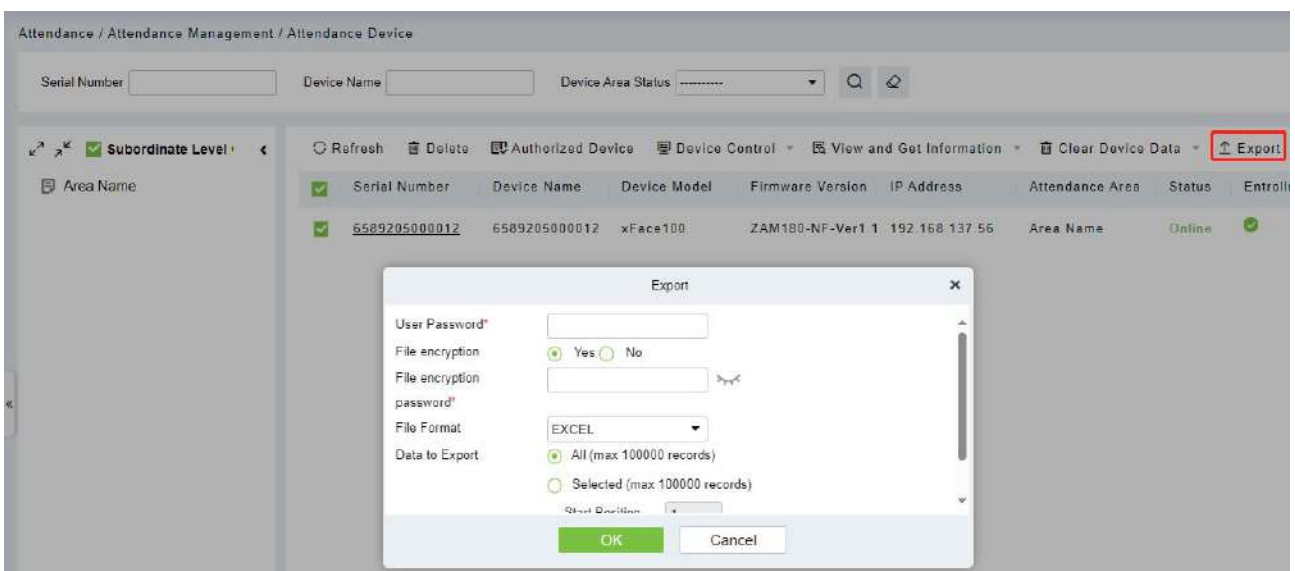 Attendance / Attendance Management / Attendance Device
Serial Number Device Name Device Area Status ----------
Subordinate Level Refresh Delete Authorized Device Device Control View and Get Information Clear Device Data Export
Area Name
Serial Number Device Name Device Model Firmware Version IP Address Attendance Area Status
6589205000012 6589205000012 xFace100 ZAM180-NF-Ver1.1 192.168.137.56 Area Name Online
Export
User Password*
File encryption Yes No
File encryption
password*
File Format EXCEL
Data to Export All (max 100000 records)
Selected (max 100000 records)
Start Position 1
OK Cancel